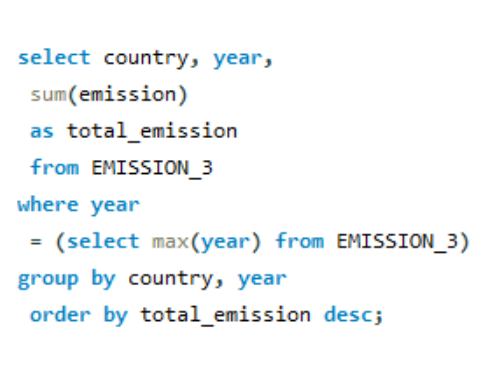 select country, year,
sum(emission)
as total_emission
from EMISSION_3
where year
= (select max(year) from EMISSION_3)
group by country, year
order by total_emission desc;